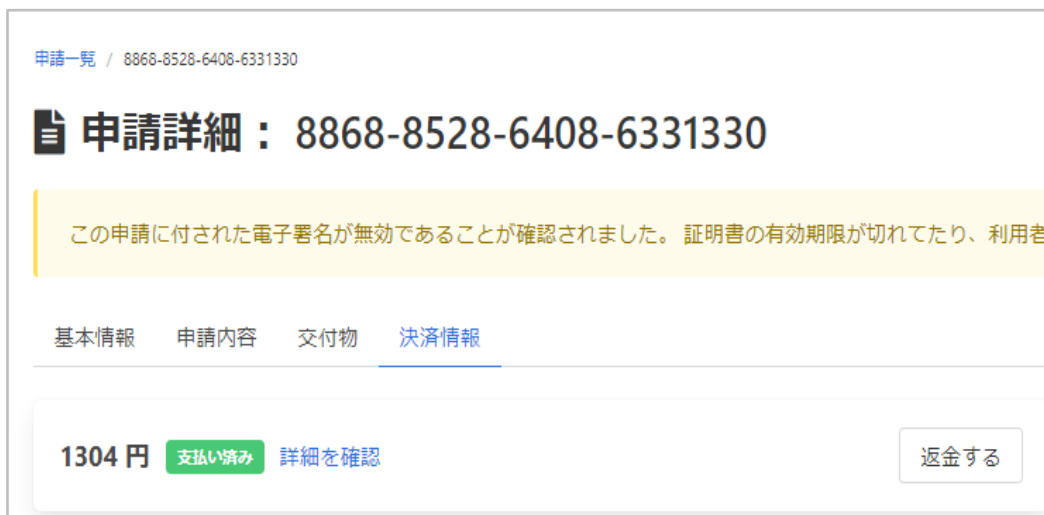 申請一覧 / 8868-8528-6408-6331330
申請詳細： 8868-8528-6408-6331330
この申請に付された電子署名が無効であることが確認されました。 証明書の有効期限が切れてたり、利用者
基本情報 申請内容 交付物 決済情報
1304 円 支払い済み 詳細を確認 返金する